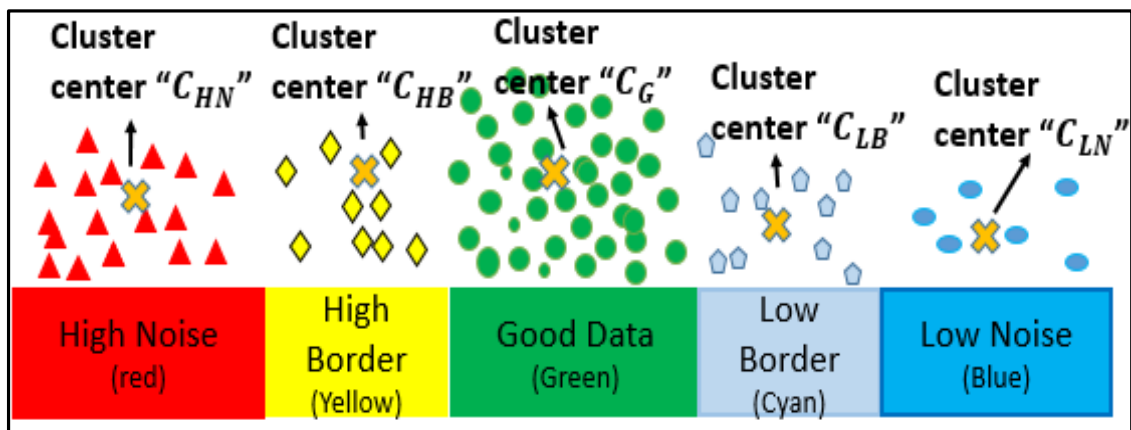 Cluster
center “C_HN”
Cluster
center “C_HB”
Cluster
center “C_G”
Cluster
center “C_LB”
Cluster
center “C_LN”
High Noise
(red)
High
Border
(Yellow)
Good Data
(Green)
Low
Border
(Cyan)
Low Noise
(Blue)